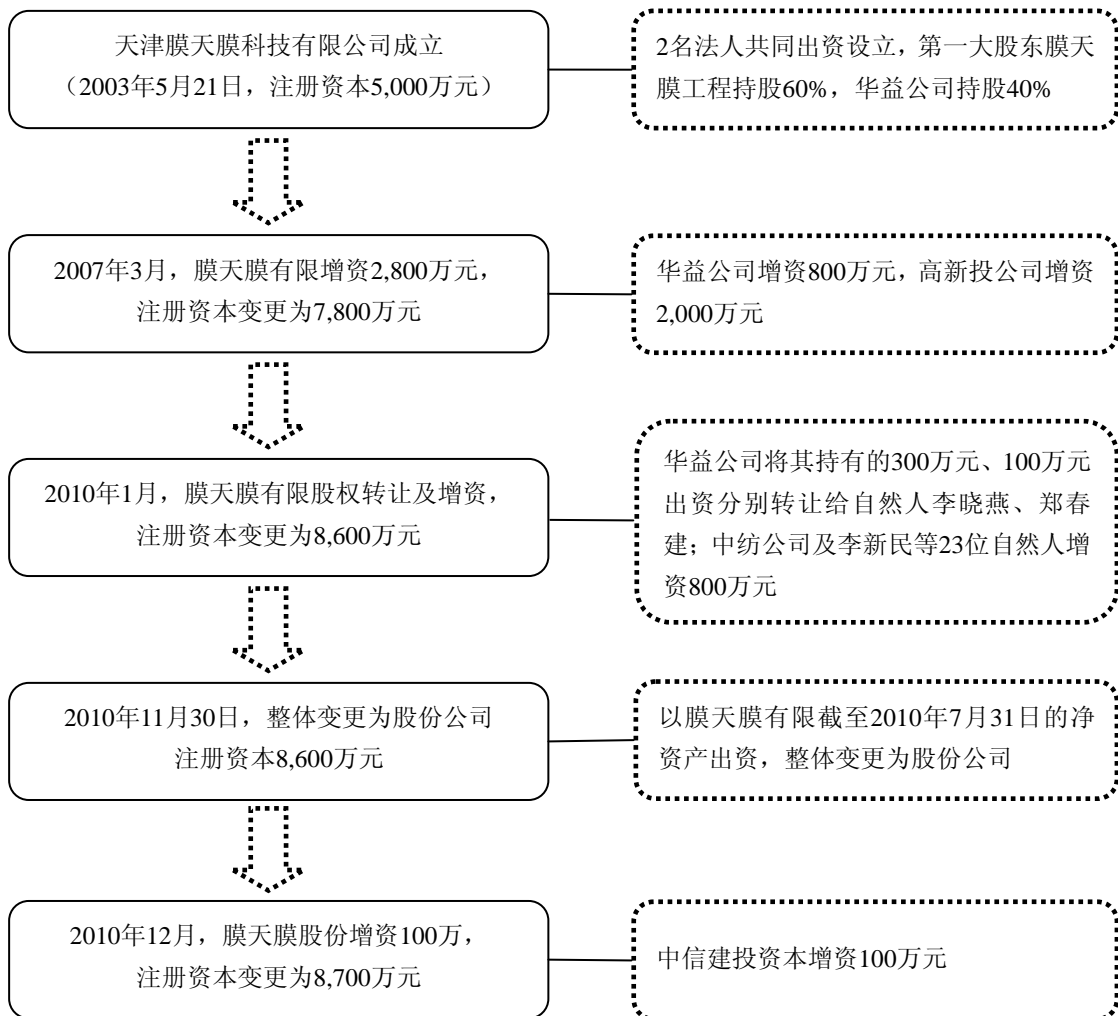 天津膜天膜科技有限公司成立
（2003年5月21日，注册资本5,000万元）
2名法人共同出资设立，第一大股东膜天
膜工程持股60%，华益公司持股40%
2007年3月，膜天膜有限增资2,800万元，
注册资本变更为7,800万元
华益公司增资800万元，高新投公司增资
2,000万元
2010年1月，膜天膜有限股权转让及增资，
注册资本变更为8,600万元
华益公司将其持有的300万元、100万元
出资分别转让给自然人李晓燕、郑春
建；中纺公司及李新民等23位自然人增
资800万元
2010年11月30日，整体变更为股份公司
注册资本8,600万元
以膜天膜有限截至2010年7月31日的净
资产出资，整体变更为股份公司
2010年12月，膜天膜股份增资100万，
注册资本变更为8,700万元
中信建投资本增资100万元